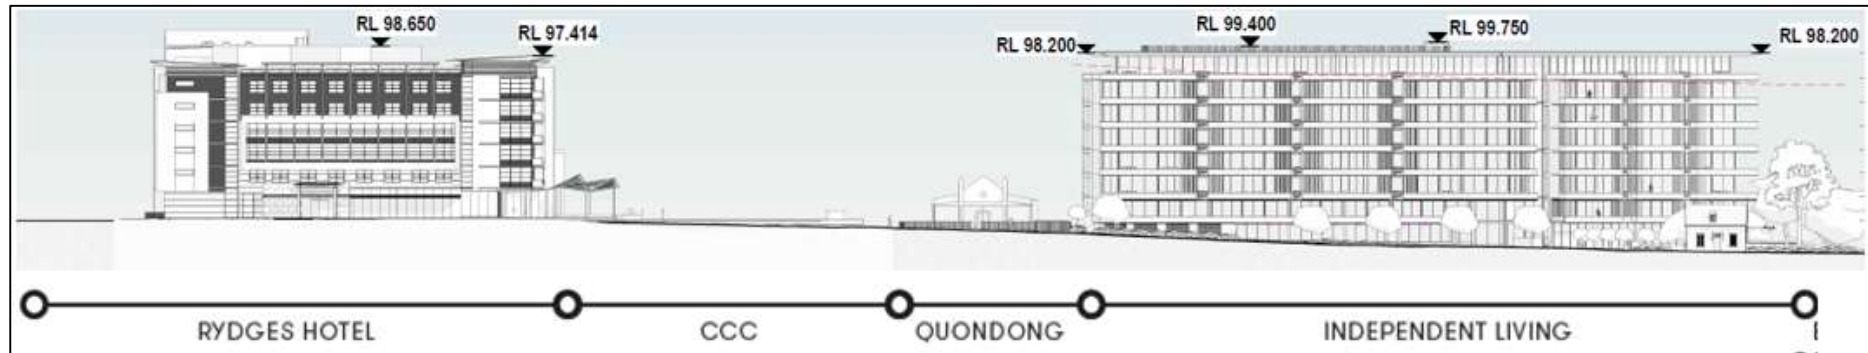 RL 98.650
RL 97.414
RL 98.200
RL 99.400
RL 99.750
RL 98.200
RYDGES HOTEL
CCC
QUONDONG
INDEPENDENT LIVING